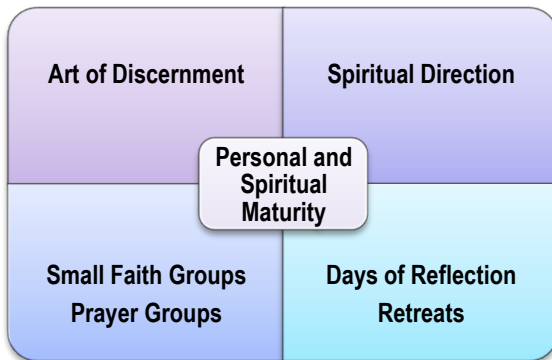 Art of Discernment
Spiritual Direction
Personal and
Spiritual
Maturity
Small Faith Groups
Prayer Groups
Days of Reflection
Retreats